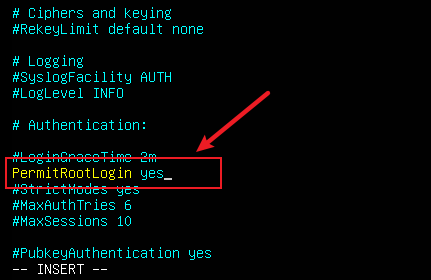 # Ciphers and keying
#RekeyLimit default none
# Logging
#SyslogFacility AUTH
#LogLevel INFO
# Authentication:
#LoginGraceTime 2m
PermitRootLogin yes_
#StrictModes yes
#MaxAuthTries 6
#MaxSessions 10
#PubkeyAuthentication yes
-- INSERT --